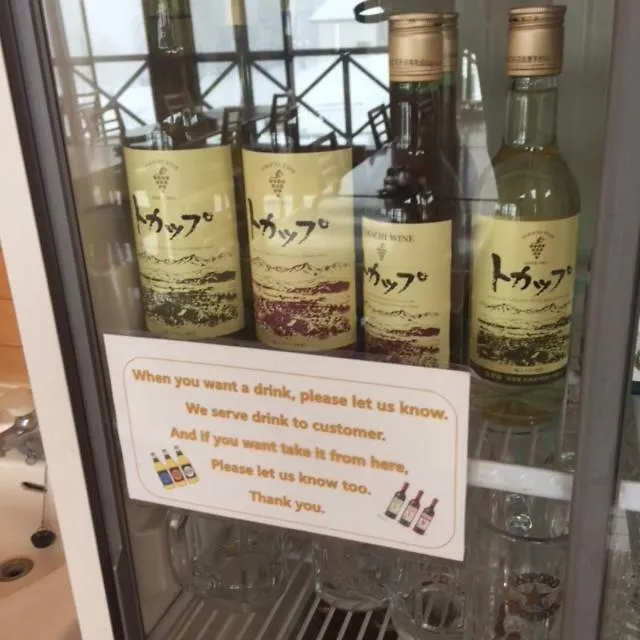 トカップ
トカップ
ACHI WINE
カップ
トカップ
When you want a drink, please let us know.
We serve drink to customer.
And if you want take it from here,
Please let us know too.
Thank you.
SAPPORO